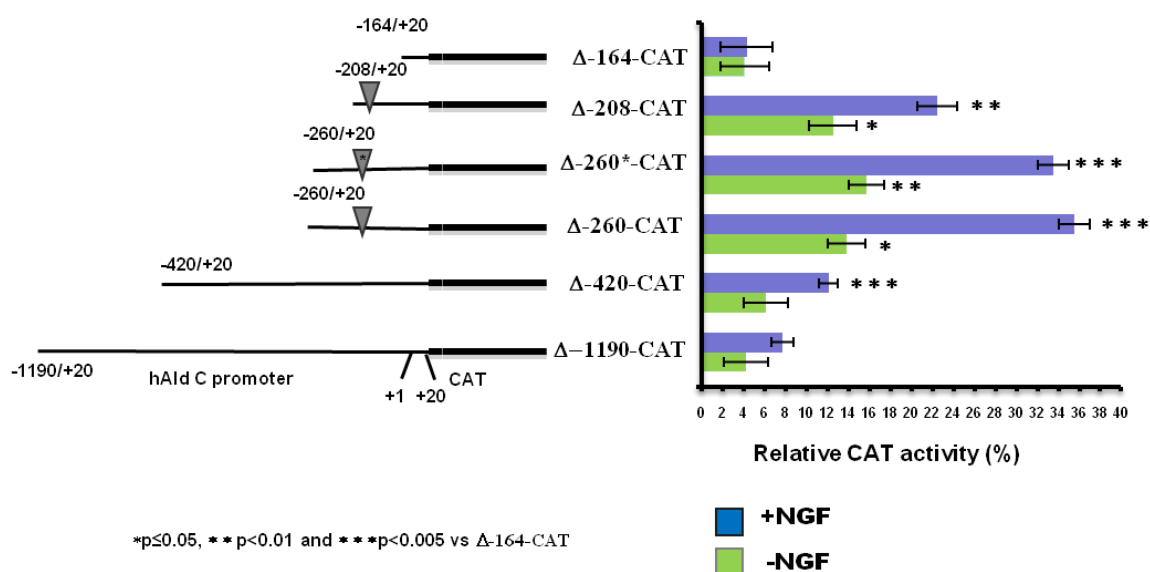 -164/+20
Δ-164-CAT
-208/+20
Δ-208-CAT
* *
*
-260/+20
*
Δ-260*-CAT
* * *
* *
-260/+20
Δ-260-CAT
* * *
*
-420/+20
Δ-420-CAT
* * *
Δ-1190-CAT
-1190/+20
hAld C promoter
+1
+20
CAT
0 2 4 6 8 10 12 14 16 18 20 22 24 26 28 30 32 34 36 38 40
Relative CAT activity (%)
+NGF
-NGF
*p≤0.05, * * p<0.01 and * * *p<0.005 vs Δ-164-CAT